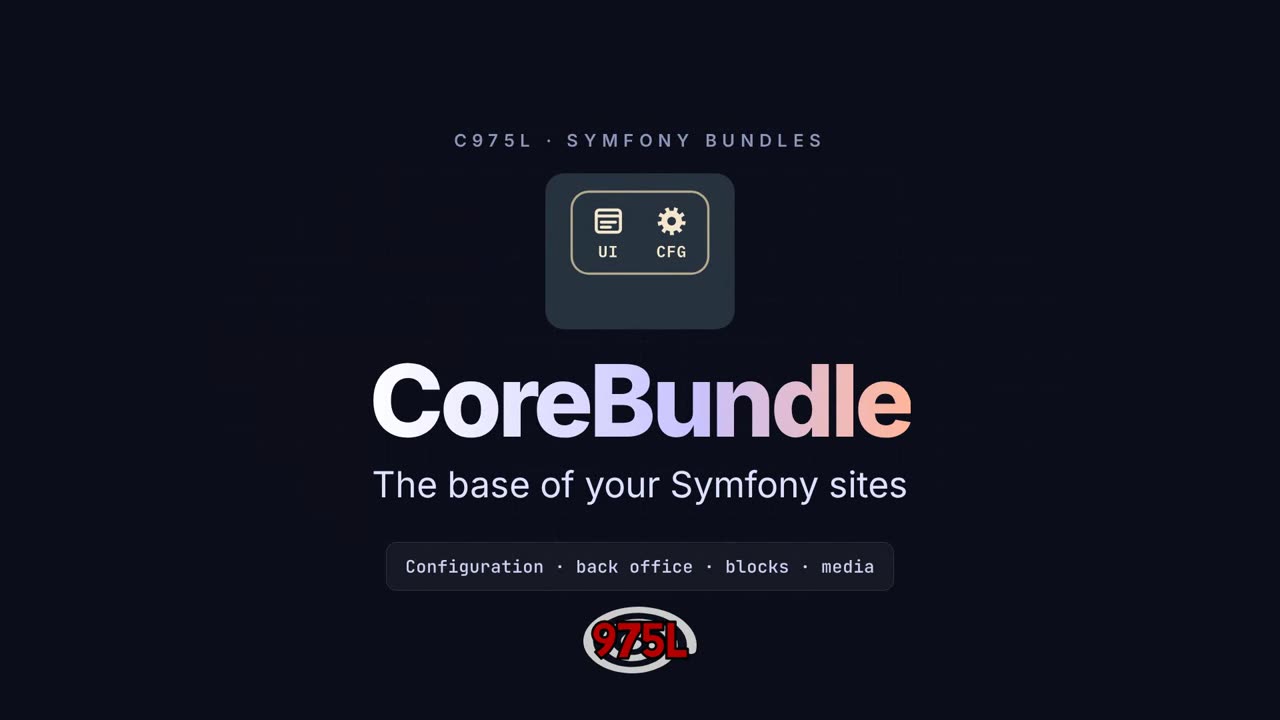 C975L · SYMFONY BUNDLES
UI CFG
CoreBundle
The base of your Symfony sites
Configuration · back office · blocks · media
975L